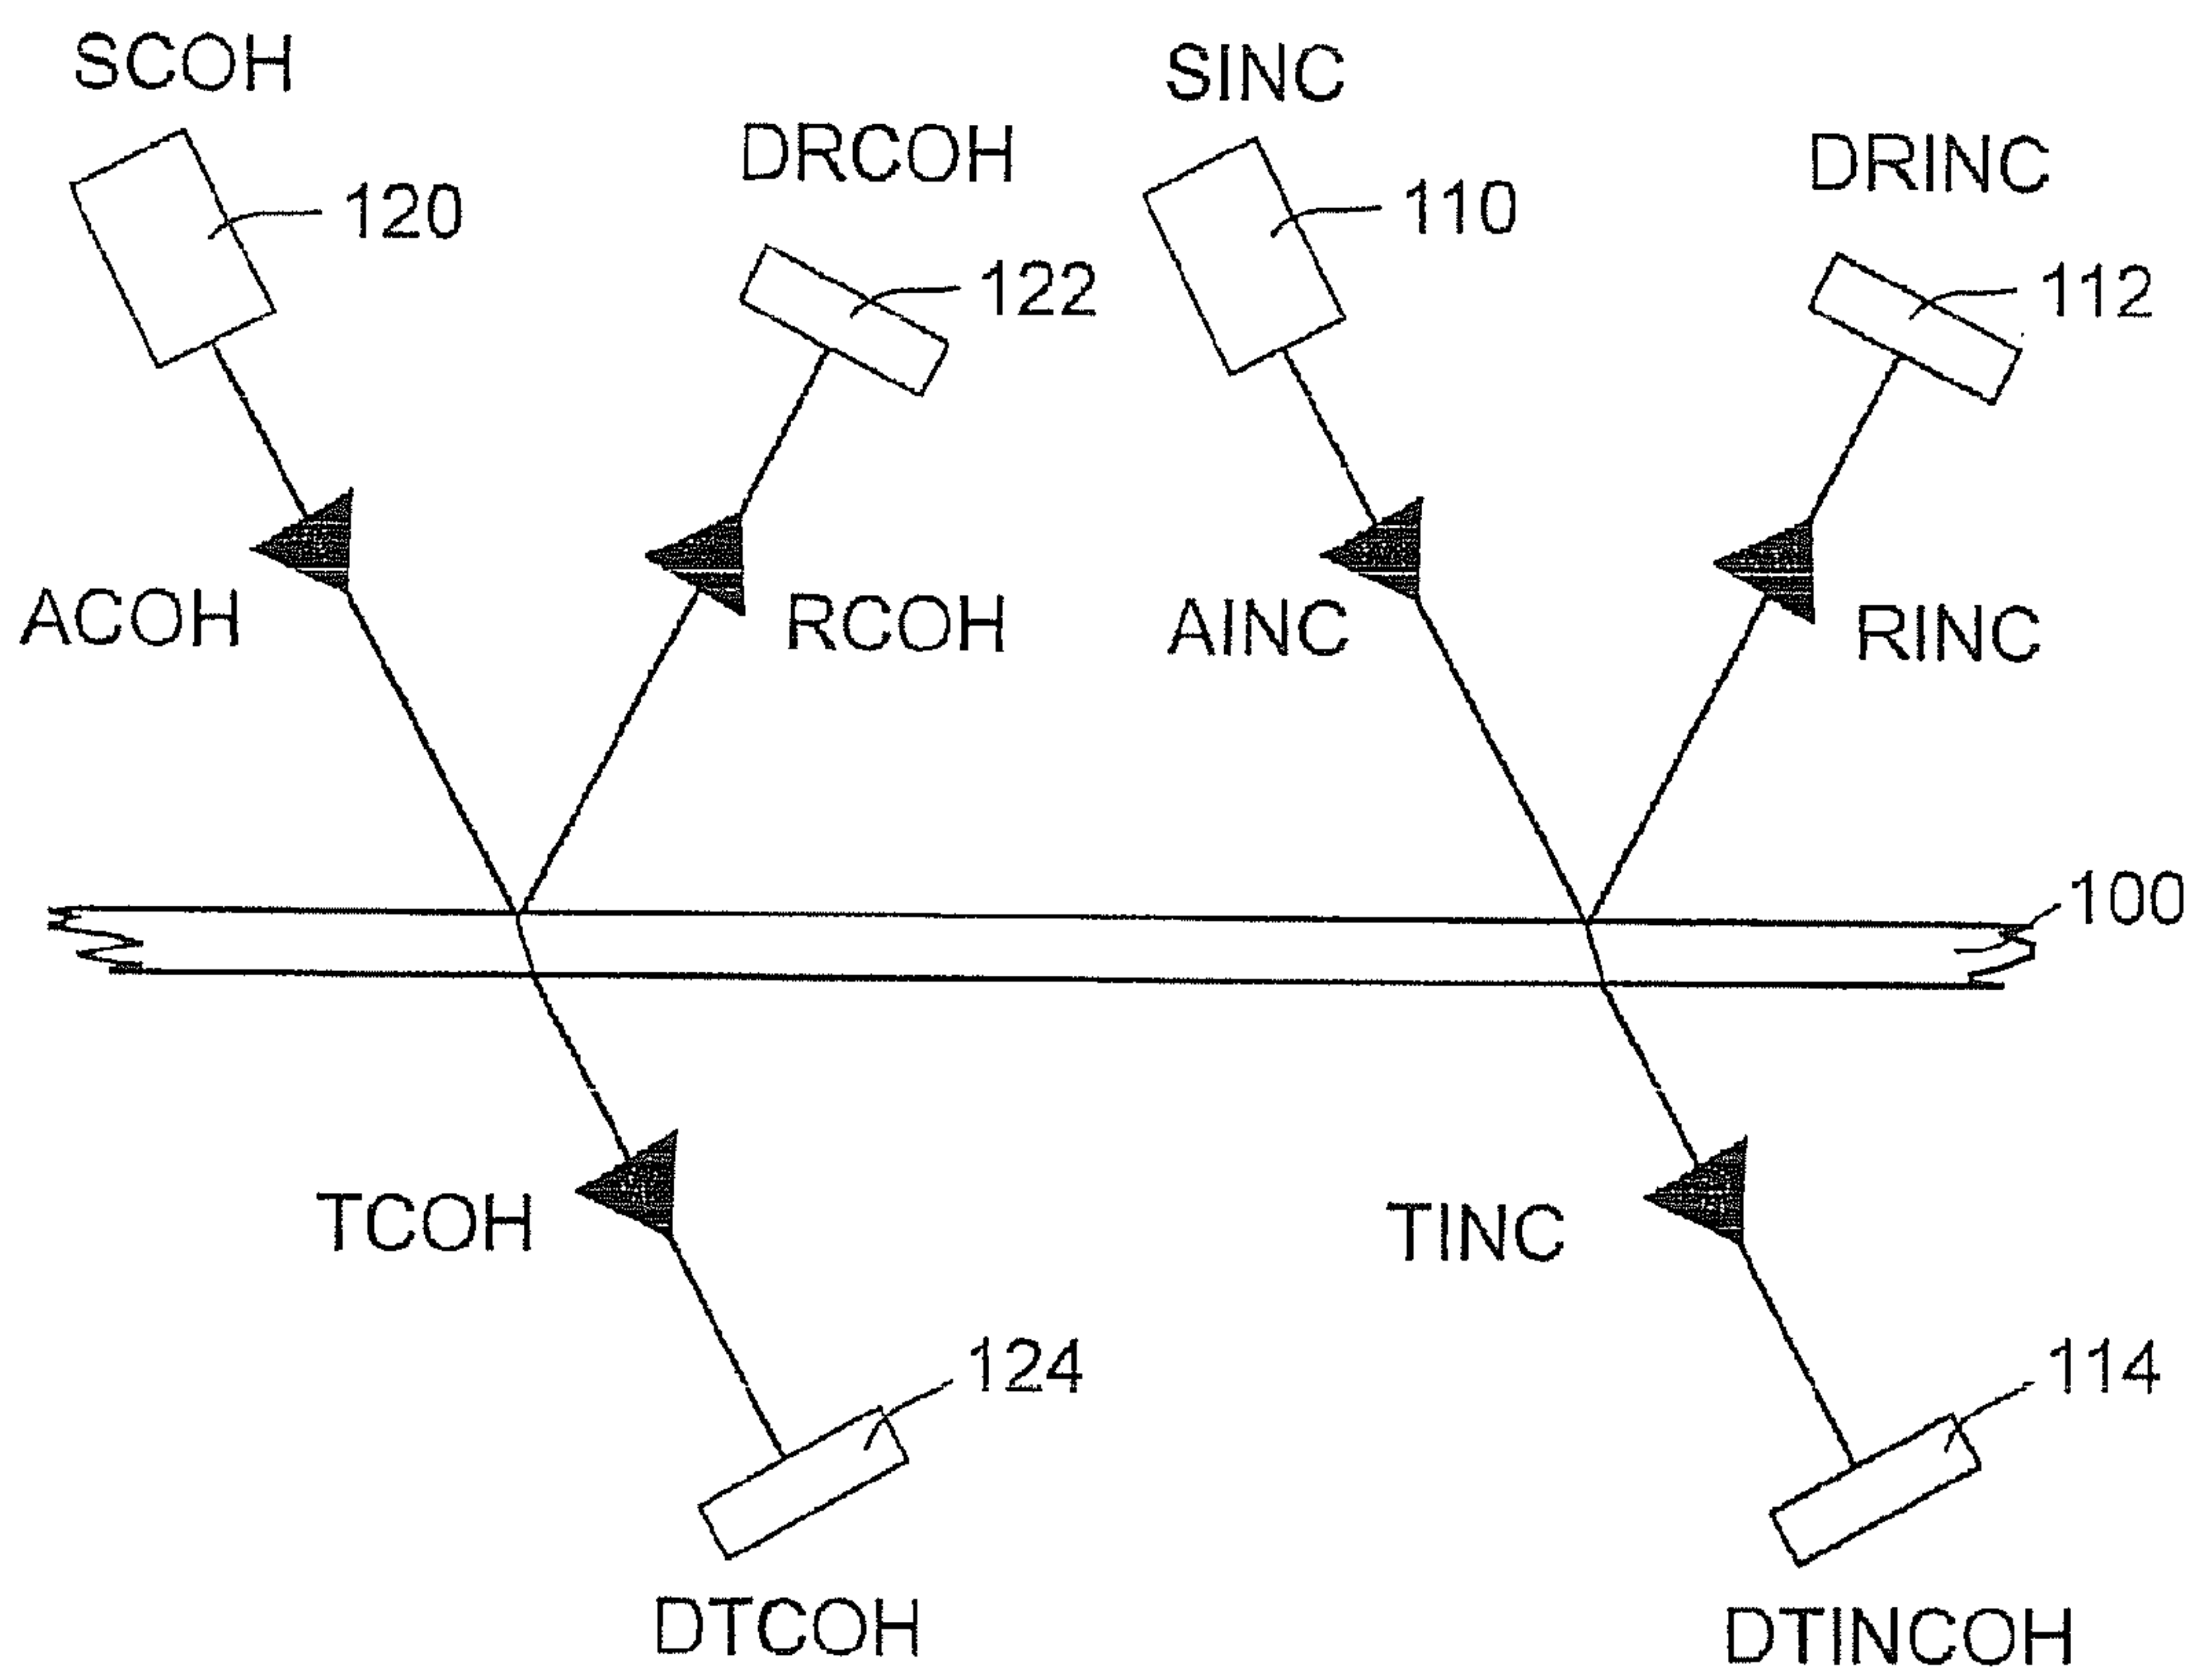 SCOH
SINC
DRCOH
DRINC
120
110
122
112
ACOH
RCOH
AINC
RINC
100
TCOH
TINC
124
114
DTCOH
DTINCOH